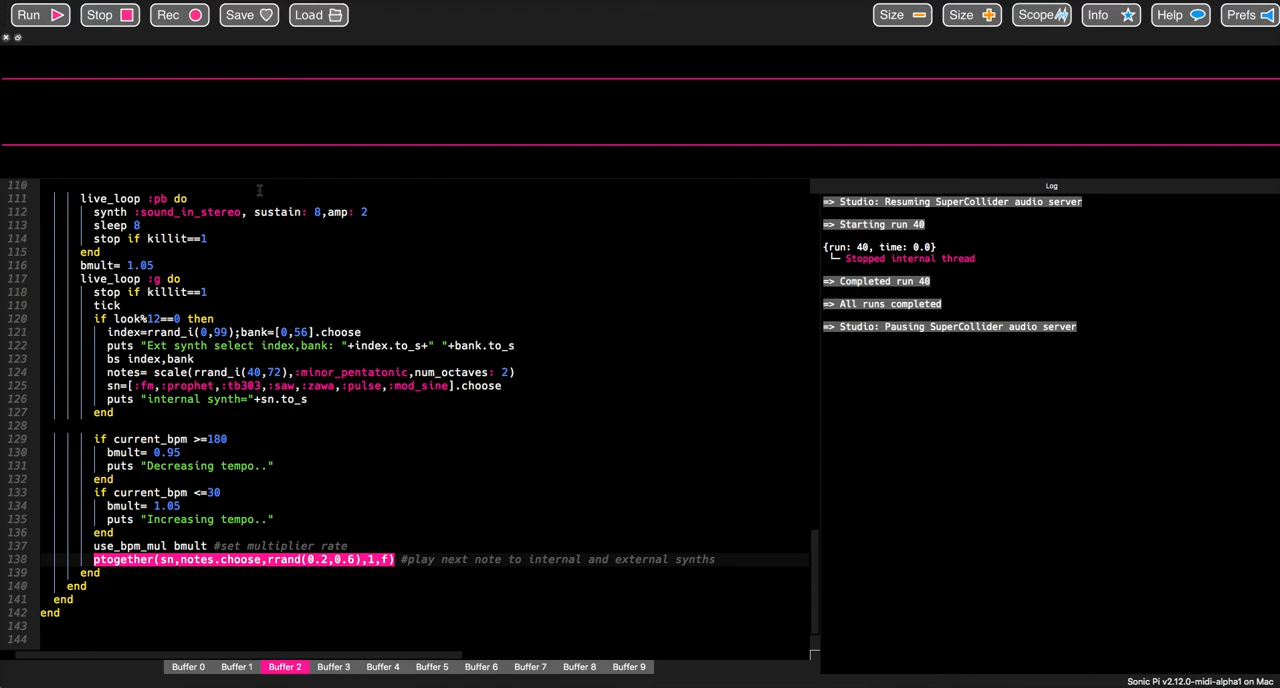 Run Stop Rec Save Load Size Size Scope Info Help Prefs
Log
110
111 live_loop :pb do
112 synth :sound_in_stereo, sustain: 8,amp: 2
113 sleep 8
114 stop if killit==1
115 end
116 bmult= 1.05
117 live_loop :g do
118 stop if killit==1
119 tick
120 if look%12==0 then
121 index=rrand_i(0,99);bank=[0,56].choose
122 puts "Ext synth select index,bank: "+index.to_s+" "+bank.to_s
123 bs index,bank
124 notes= scale(rrand_i(40,72),:minor_pentatonic,num_octaves: 2)
125 sn=[:fm,:prophet,:tb303,:saw,:zawa,:pulse,:mod_sine].choose
126 puts "internal synth="+sn.to_s
127 end
128
129 if current_bpm >=180
130 bmult= 0.95
131 puts "Decreasing tempo.."
132 end
133 if current_bpm <=30
134 bmult= 1.05
135 puts "Increasing tempo.."
136 end
137 use_bpm_mul bmult #set multiplier rate
138 ptogether(sn,notes.choose,rrand(0.2,0.6),1,f) #play next note to internal and external synths
139 end
140 end
141 end
142 end
143
144
=> Studio: Resuming SuperCollider audio server
=> Starting run 40
{run: 40, time: 0.0}
└─ Stopped internal thread
=> Completed run 40
=> All runs completed
=> Studio: Pausing SuperCollider audio server
Buffer 0 Buffer 1 Buffer 2 Buffer 3 Buffer 4 Buffer 5 Buffer 6 Buffer 7 Buffer 8 Buffer 9
Sonic Pi v2.12.0-midi-alpha1 on Mac